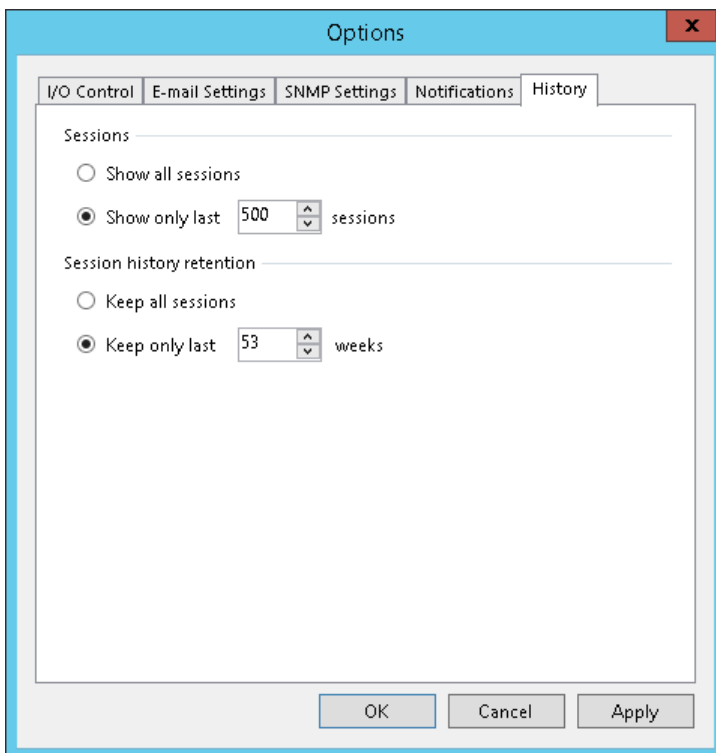 Options
x
I/O Control E-mail Settings SNMP Settings Notifications History
Sessions
Show all sessions
Show only last 500 sessions
Session history retention
Keep all sessions
Keep only last 53 weeks
OK Cancel Apply